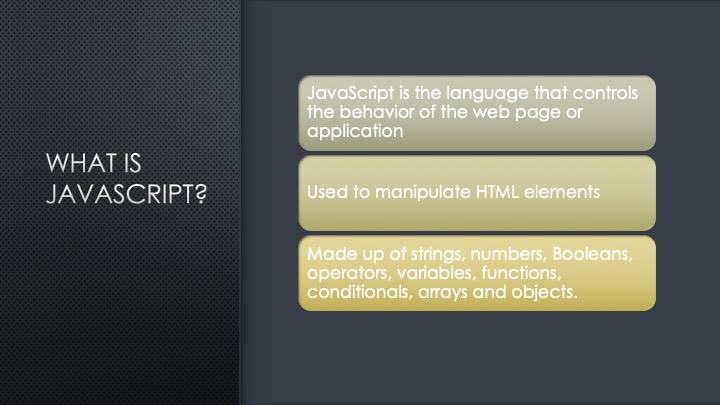 WHAT IS
JAVASCRIPT?
JavaScript is the language that controls
the behavior of the web page or
application
Used to manipulate HTML elements
Made up of strings, numbers, Booleans,
operators, variables, functions,
conditionals, arrays and objects.